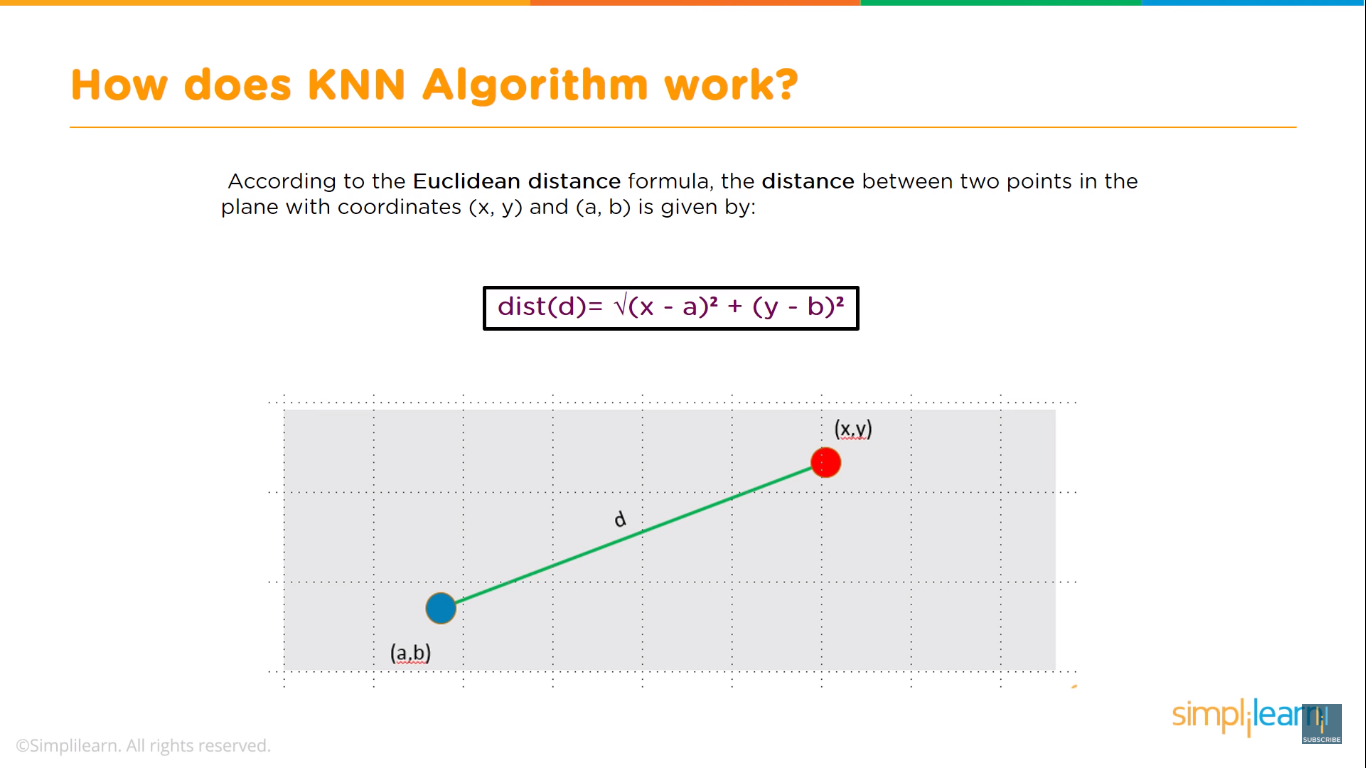 How does KNN Algorithm work?
According to the Euclidean distance formula, the distance between two points in the
plane with coordinates (x, y) and (a, b) is given by:
dist(d)= √(x - a)² + (y - b)²
(x,y)
d
(a,b)
simplilearn
SUBSCRIBE
©Simplilearn. All rights reserved.